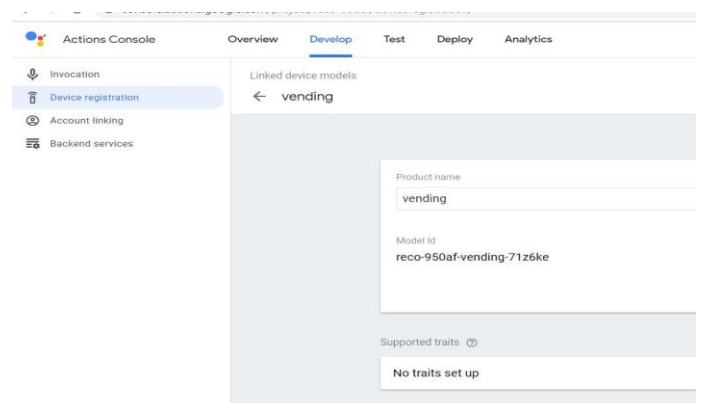 Actions Console
Overview Develop Test Deploy Analytics
Invocation
Device registration
Account linking
Backend services
Linked device models
← vending
Product name
vending
Model Id
reco-950af-vending-71z6ke
Supported traits
No traits set up